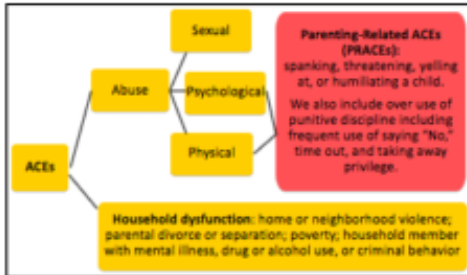 Sexual
Parenting-Related ACEs
(PRACEs):
spanking, threatening, yelling
at, or humiliating a child.
Abuse
Psychological
We also include over use of
punitive discipline including
frequent use of saying "No,"
time out, and taking away
privilege.
Physical
ACEs
Household dysfunction: home or neighborhood violence;
parental divorce or separation; poverty; household member
with mental illness, drug or alcohol use, or criminal behavior